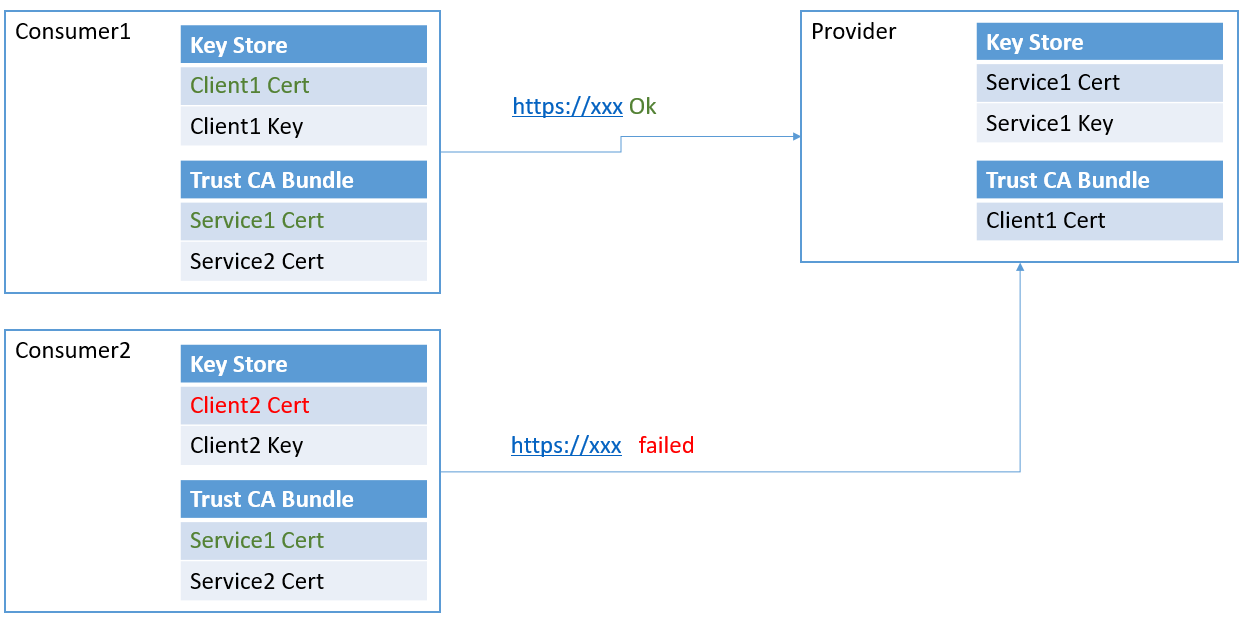 Consumer1
Key Store
Client1 Cert
Client1 Key
Trust CA Bundle
Service1 Cert
Service2 Cert
https://xxx Ok
Provider
Key Store
Service1 Cert
Service1 Key
Trust CA Bundle
Client1 Cert
Consumer2
Key Store
Client2 Cert
Client2 Key
Trust CA Bundle
Service1 Cert
Service2 Cert
https://xxx failed